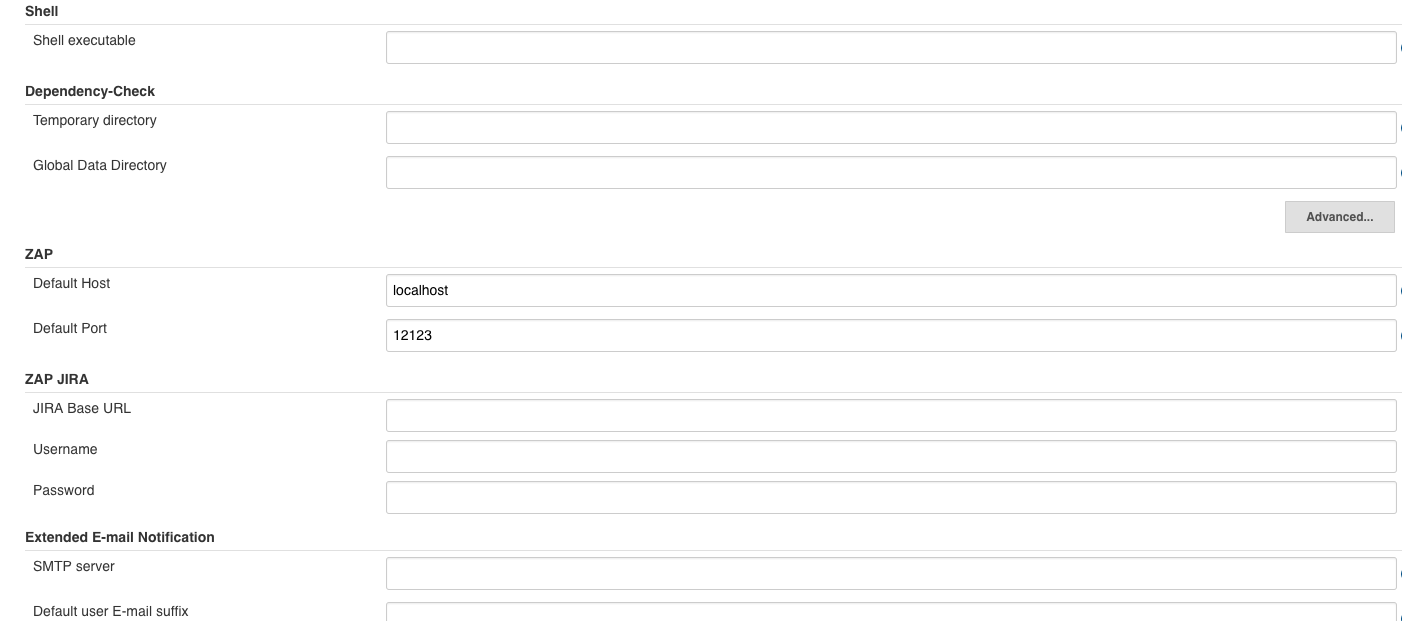 Shell
Shell executable
Dependency-Check
Temporary directory
Global Data Directory
Advanced...
ZAP
Default Host
localhost
Default Port
12123
ZAP JIRA
JIRA Base URL
Username
Password
Extended E-mail Notification
SMTP server
Default user E-mail suffix